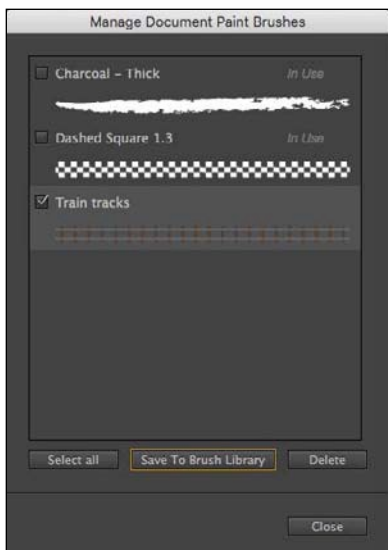 Manage Document Paint Brushes
Charcoal – Thick In Use
Dashed Square 1.3 In Use
Train tracks
Select all Save To Brush Library Delete
Close